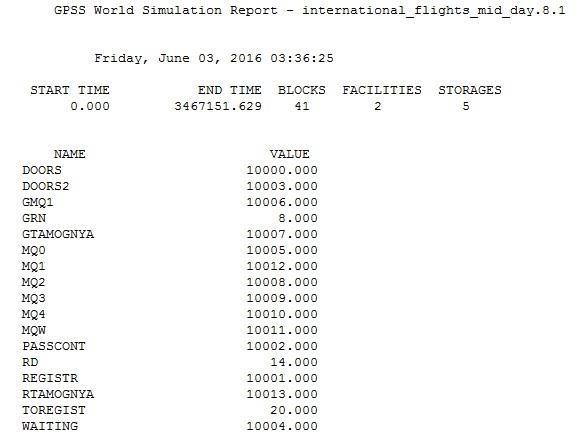 GPSS World Simulation Report - international_flights_mid_day.8.1
Friday, June 03, 2016 03:36:25
START TIME END TIME BLOCKS FACILITIES STORAGES
0.000 3467151.629 41 2 5
NAME VALUE
DOORS 10000.000
DOORS2 10003.000
GMQ1 10006.000
GRN 8.000
GTAMOGNYA 10007.000
MQ0 10005.000
MQ1 10012.000
MQ2 10008.000
MQ3 10009.000
MQ4 10010.000
MQW 10011.000
PASSCONT 10002.000
RD 14.000
REGISTR 10001.000
RTAMOGNYA 10013.000
TOREGIST 20.000
WAITING 10004.000